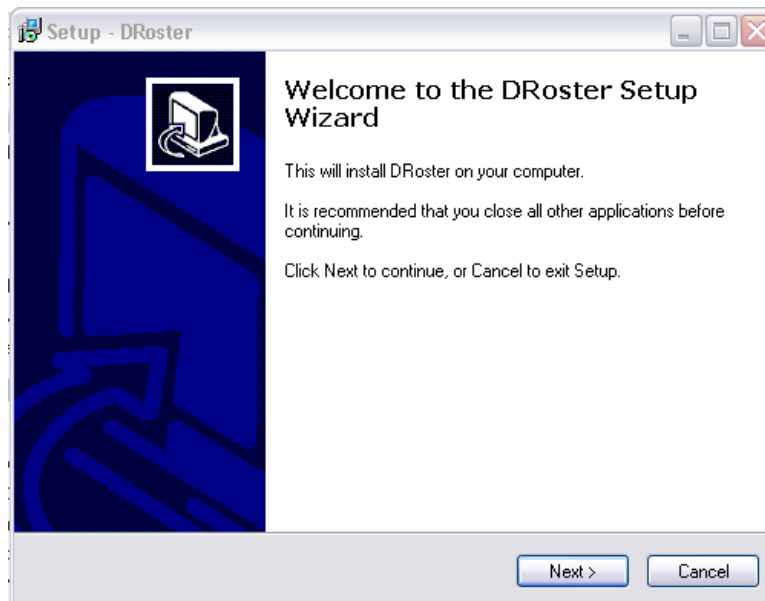 Setup - DRoster
Welcome to the DRoster Setup
Wizard
This will install DRoster on your computer.
It is recommended that you close all other applications before
continuing.
Click Next to continue, or Cancel to exit Setup.
Next >
Cancel